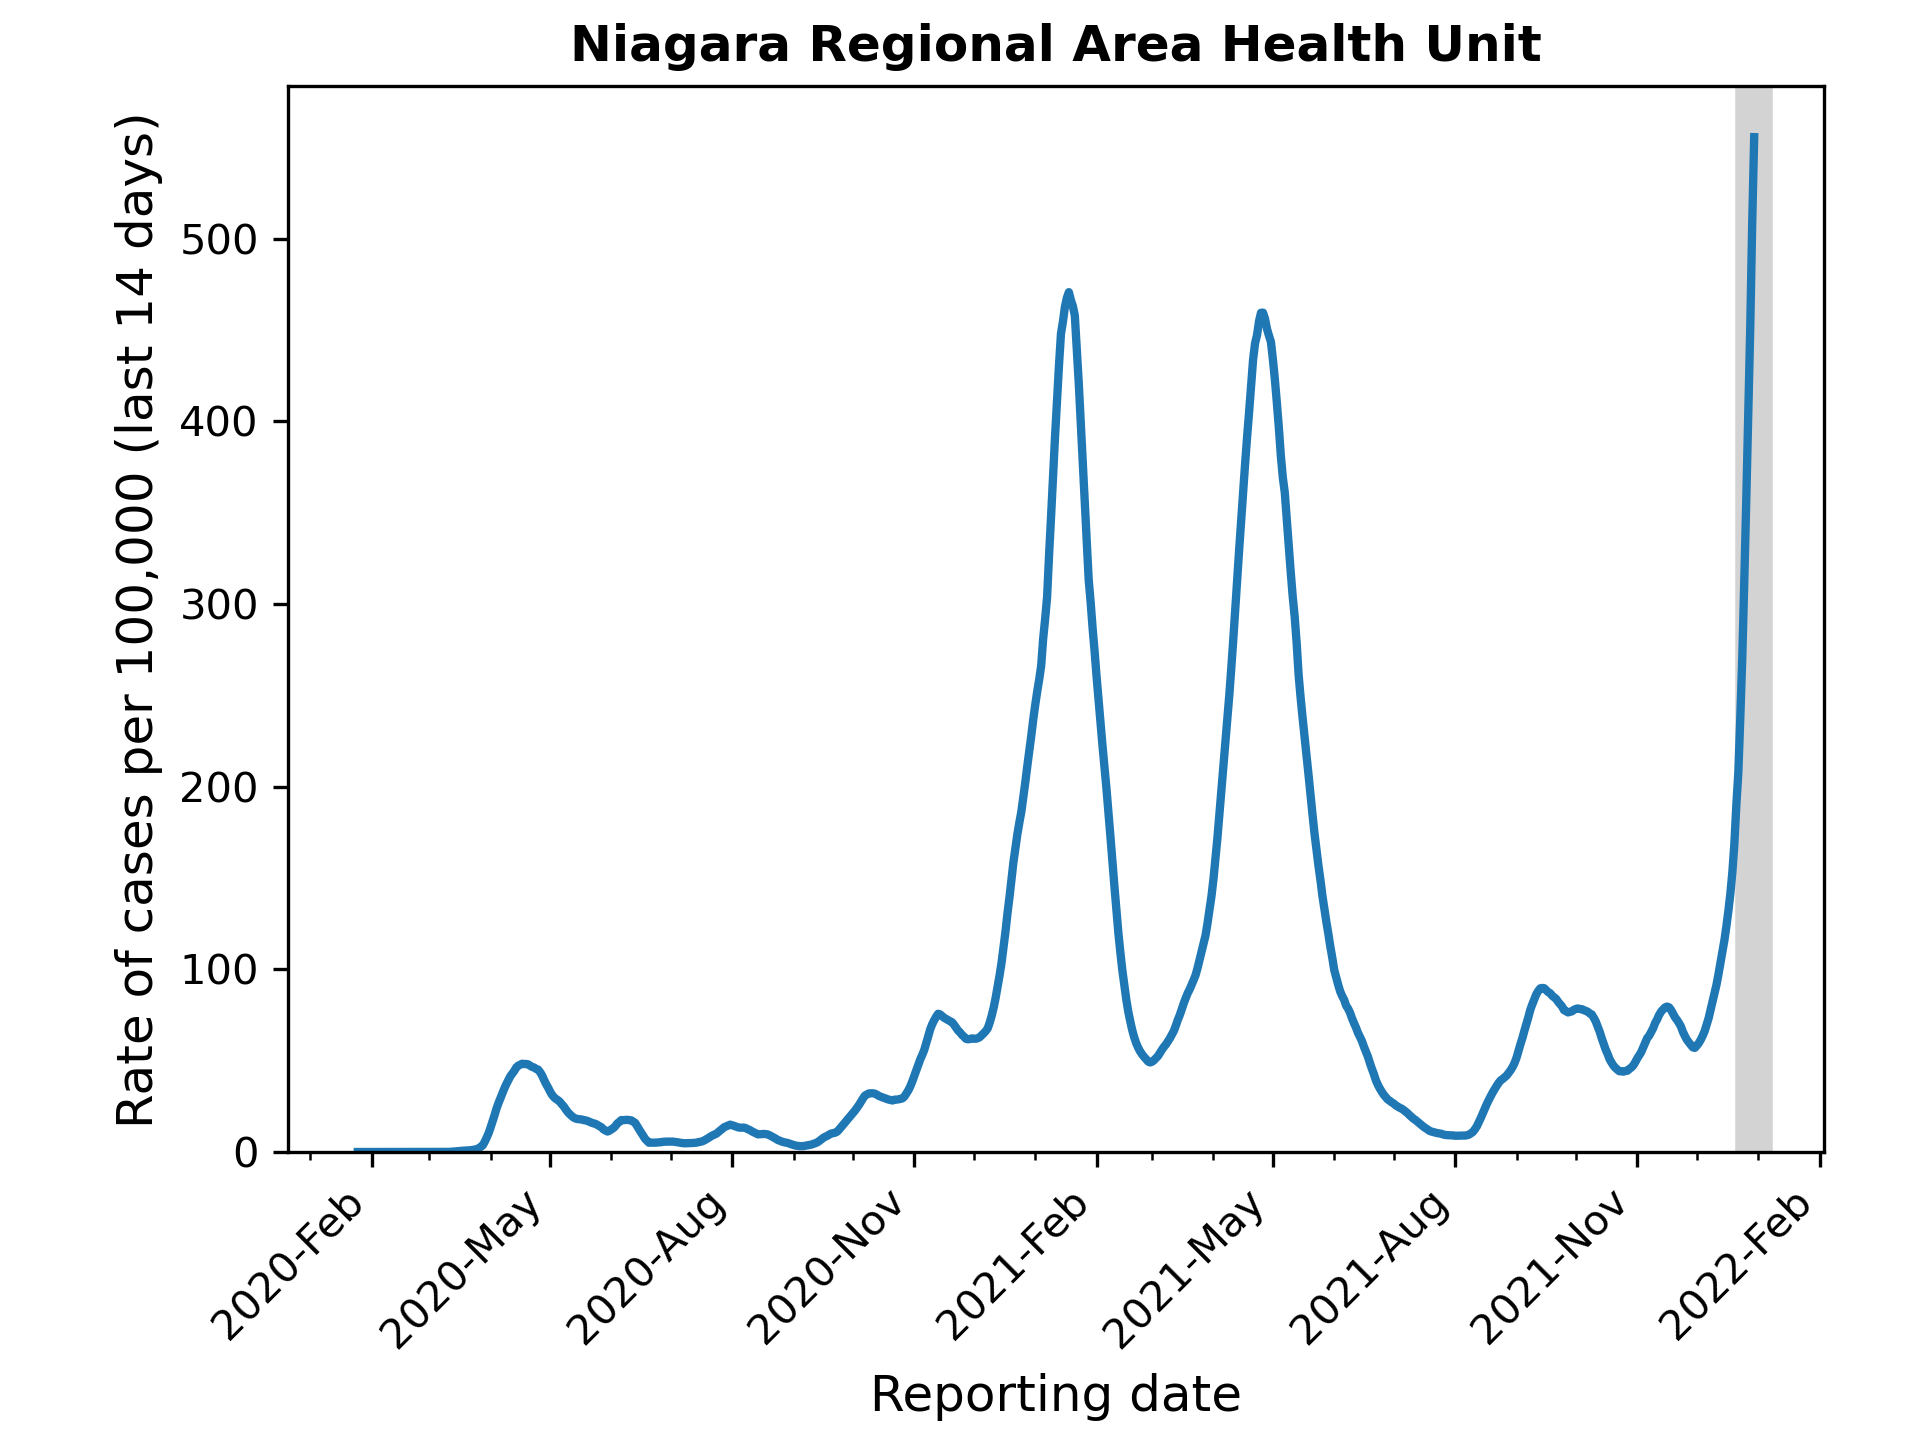 Niagara Regional Area Health Unit
Rate of cases per 100,000 (last 14 days)
500
400
300
200
100
0
2020-Feb
2020-May
2020-Aug
2020-Nov
2021-Feb
2021-May
2021-Aug
2021-Nov
2022-Feb
Reporting date